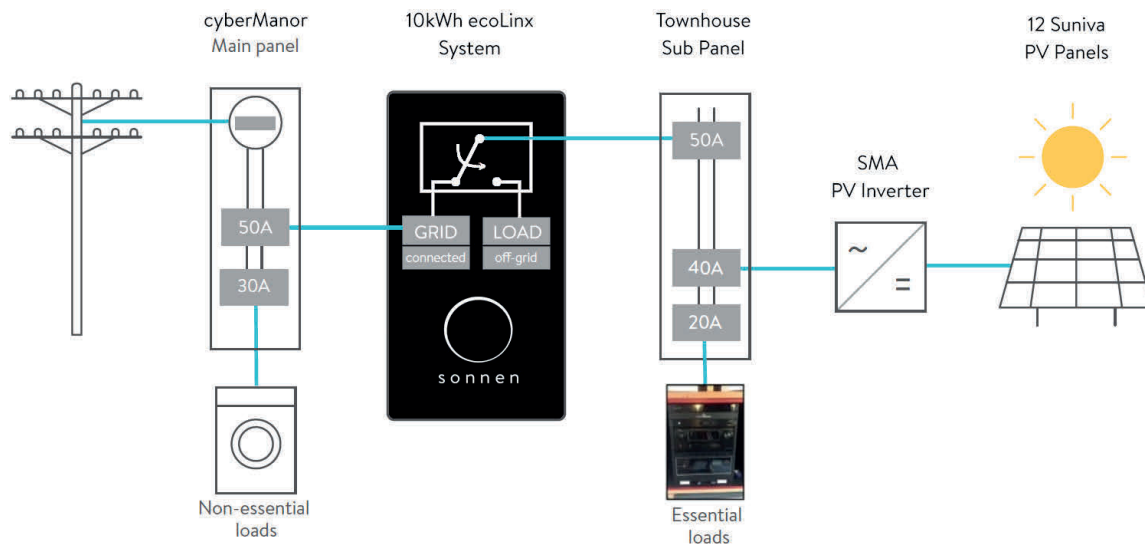 cyberManor
Main panel
10kWh ecoLinx
System
Townhouse
Sub Panel
12 Suniva
PV Panels
50A
SMA
PV Inverter
50A
GRID
LOAD
connected
off-grid
30A
40A
~
=
20A
sonnen
Non-essential
loads
Essential
loads